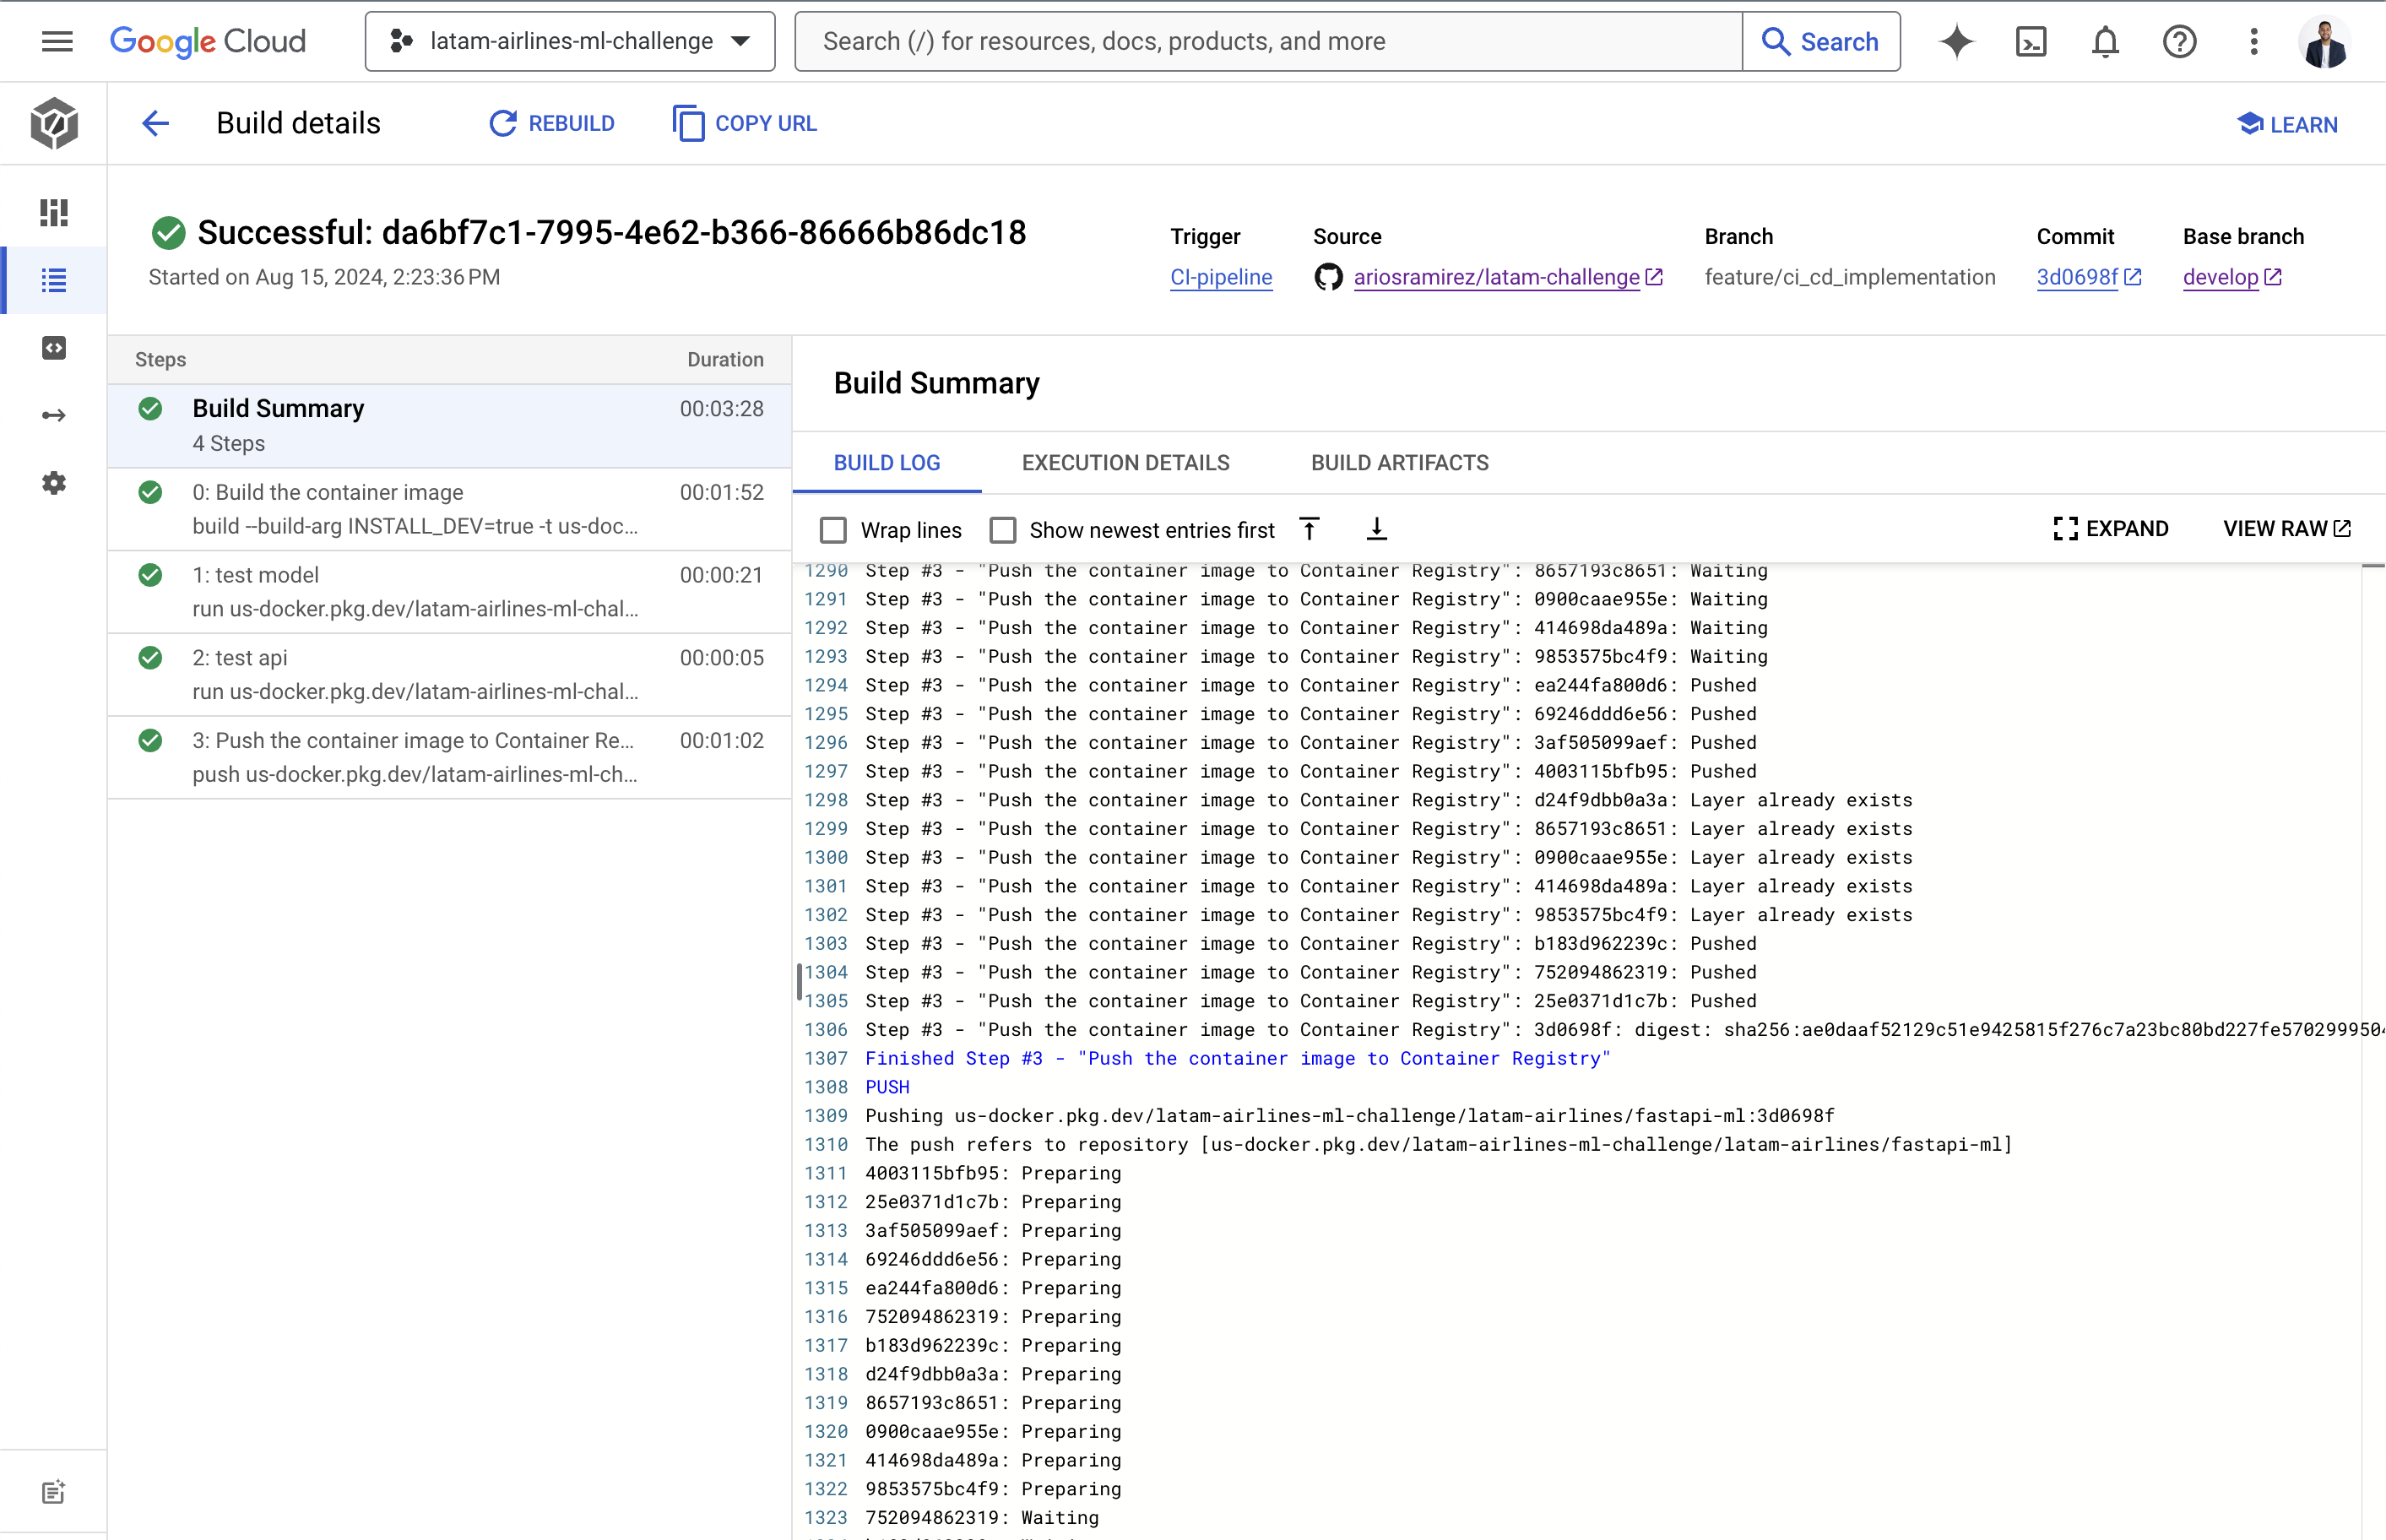 Google Cloud
latam-airlines-ml-challenge
Search (/) for resources, docs, products, and more
Search
Build details
REBUILD
COPY URL
LEARN
Successful: da6bf7c1-7995-4e62-b366-86666b86dc18
Started on Aug 15, 2024, 2:23:36 PM
Trigger
CI-pipeline
Source
ariosramirez/latam-challenge
Branch
feature/ci_cd_implementation
Commit
3d0698f
Base branch
develop
Steps Duration
Build Summary 00:03:28
4 Steps
0: Build the container image 00:01:52
build --build-arg INSTALL_DEV=true -t us-doc...
1: test model 00:00:21
run us-docker.pkg.dev/latam-airlines-ml-chal...
2: test api 00:00:05
run us-docker.pkg.dev/latam-airlines-ml-chal...
3: Push the container image to Container Re... 00:01:02
push us-docker.pkg.dev/latam-airlines-ml-ch...
Build Summary
BUILD LOG EXECUTION DETAILS BUILD ARTIFACTS
Wrap lines Show newest entries first EXPAND VIEW RAW
1290 Step #3 - "Push the container image to Container Registry": 8657193c8651: Waiting
1291 Step #3 - "Push the container image to Container Registry": 0900caae955e: Waiting
1292 Step #3 - "Push the container image to Container Registry": 414698da489a: Waiting
1293 Step #3 - "Push the container image to Container Registry": 9853575bc4f9: Waiting
1294 Step #3 - "Push the container image to Container Registry": ea244fa800d6: Pushed
1295 Step #3 - "Push the container image to Container Registry": 69246ddd6e56: Pushed
1296 Step #3 - "Push the container image to Container Registry": 3af505099aef: Pushed
1297 Step #3 - "Push the container image to Container Registry": 4003115bfb95: Pushed
1298 Step #3 - "Push the container image to Container Registry": d24f9dbb0a3a: Layer already exists
1299 Step #3 - "Push the container image to Container Registry": 8657193c8651: Layer already exists
1300 Step #3 - "Push the container image to Container Registry": 0900caae955e: Layer already exists
1301 Step #3 - "Push the container image to Container Registry": 414698da489a: Layer already exists
1302 Step #3 - "Push the container image to Container Registry": 9853575bc4f9: Layer already exists
1303 Step #3 - "Push the container image to Container Registry": b183d962239c: Pushed
1304 Step #3 - "Push the container image to Container Registry": 752094862319: Pushed
1305 Step #3 - "Push the container image to Container Registry": 25e0371d1c7b: Pushed
1306 Step #3 - "Push the container image to Container Registry": 3d0698f: digest: sha256:ae0daaf52129c51e9425815f276c7a23bc80bd227fe570299950
1307 Finished Step #3 - "Push the container image to Container Registry"
1308 PUSH
1309 Pushing us-docker.pkg.dev/latam-airlines-ml-challenge/latam-airlines/fastapi-ml:3d0698f
1310 The push refers to repository [us-docker.pkg.dev/latam-airlines-ml-challenge/latam-airlines/fastapi-ml]
1311 4003115bfb95: Preparing
1312 25e0371d1c7b: Preparing
1313 3af505099aef: Preparing
1314 69246ddd6e56: Preparing
1315 ea244fa800d6: Preparing
1316 752094862319: Preparing
1317 b183d962239c: Preparing
1318 d24f9dbb0a3a: Preparing
1319 8657193c8651: Preparing
1320 0900caae955e: Preparing
1321 414698da489a: Preparing
1322 9853575bc4f9: Preparing
1323 752094862319: Waiting